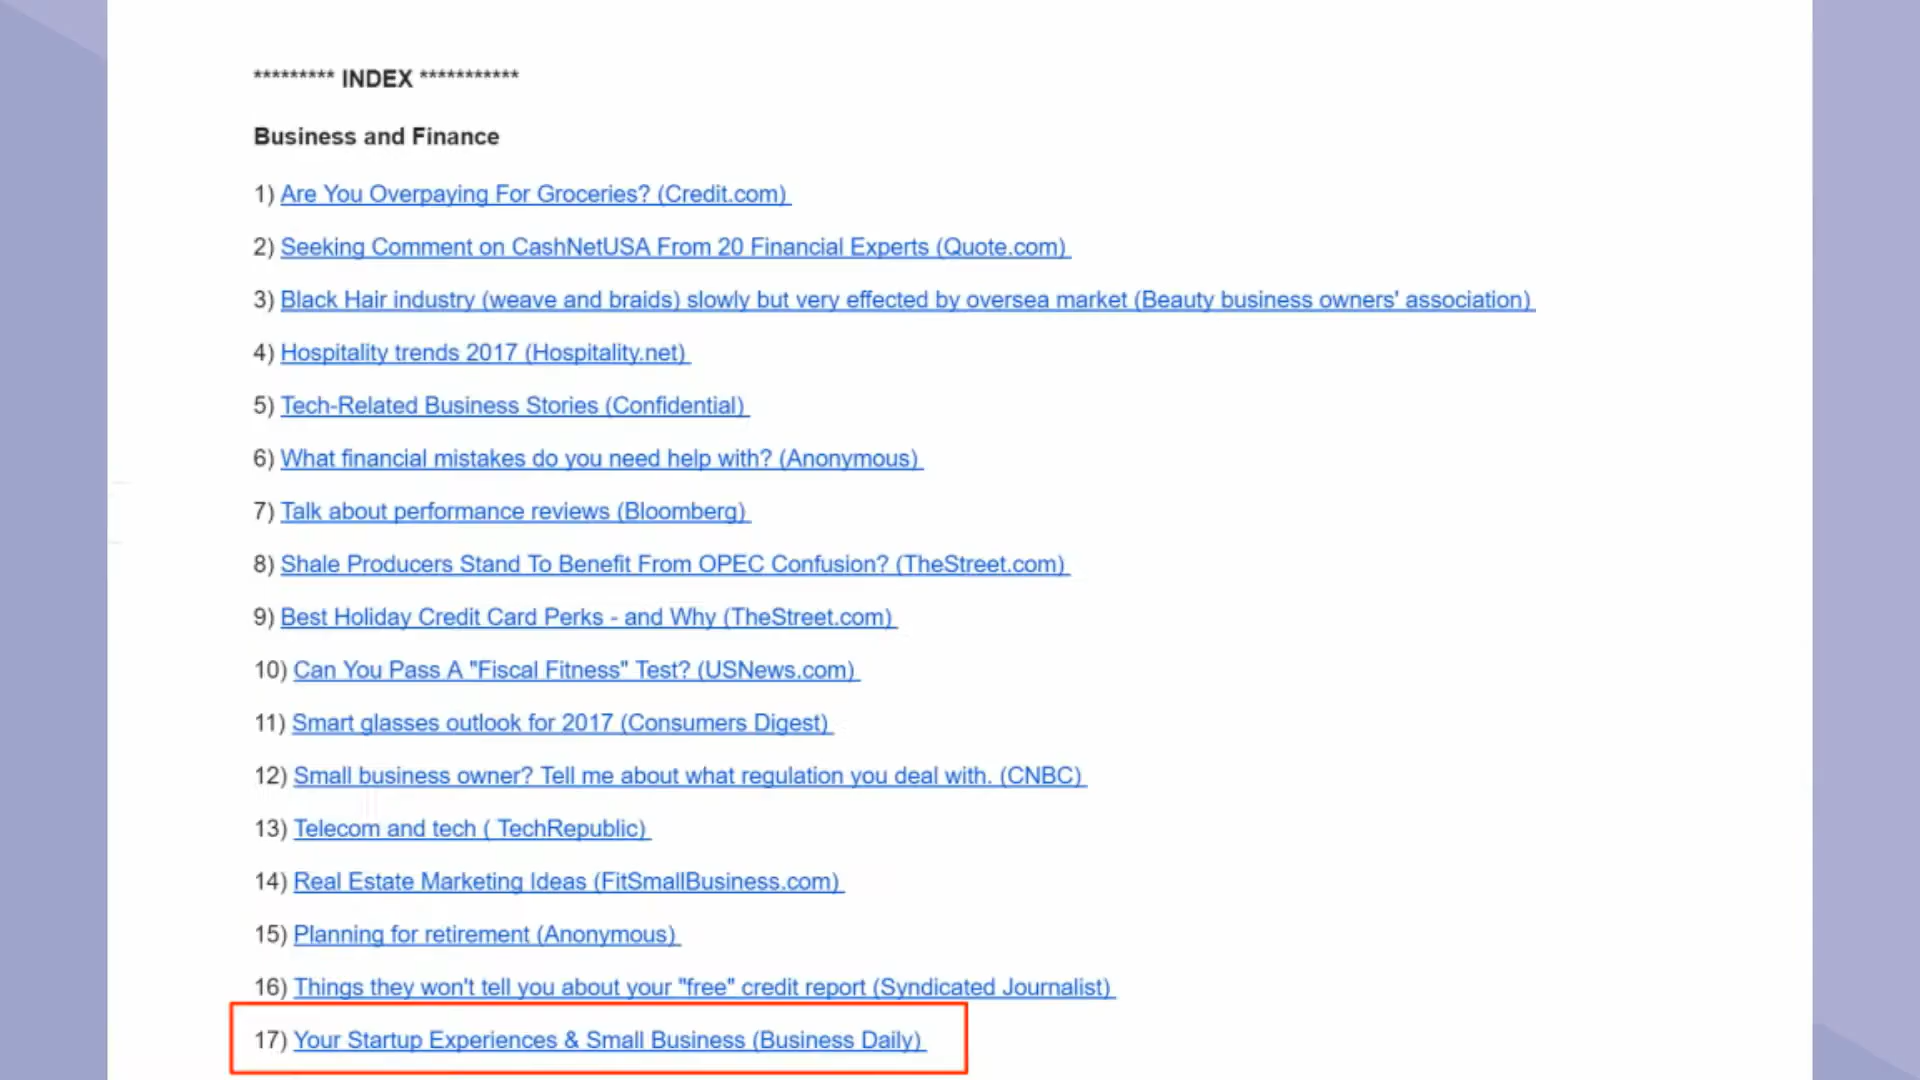 ********* INDEX ***********
Business and Finance
1) Are You Overpaying For Groceries? (Credit.com)
2) Seeking Comment on CashNetUSA From 20 Financial Experts (Quote.com)
3) Black Hair industry (weave and braids) slowly but very effected by oversea market (Beauty business owners' association)
4) Hospitality trends 2017 (Hospitality.net)
5) Tech-Related Business Stories (Confidential)
6) What financial mistakes do you need help with? (Anonymous)
7) Talk about performance reviews (Bloomberg)
8) Shale Producers Stand To Benefit From OPEC Confusion? (TheStreet.com)
9) Best Holiday Credit Card Perks - and Why (TheStreet.com)
10) Can You Pass A "Fiscal Fitness" Test? (USNews.com)
11) Smart glasses outlook for 2017 (Consumers Digest)
12) Small business owner? Tell me about what regulation you deal with. (CNBC)
13) Telecom and tech ( TechRepublic)
14) Real Estate Marketing Ideas (FitSmallBusiness.com)
15) Planning for retirement (Anonymous)
16) Things they won't tell you about your "free" credit report (Syndicated Journalist)
17) Your Startup Experiences & Small Business (Business Daily)